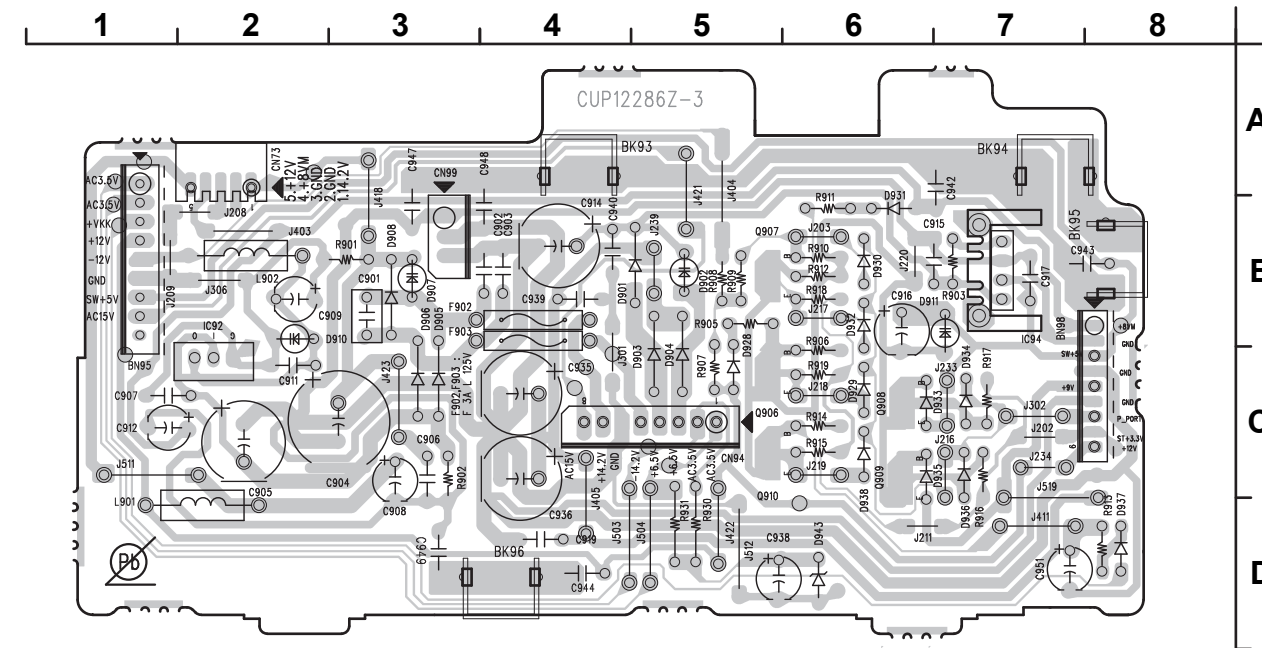 1 2 3 4 5 6 7 8
A
B
C
D
CUP12286Z-3
BK93
BK94
BK95
BK96
CN73
5.+12V
4.+8VM
3.GND
2.GND
1.14.2V
C947
CN99
C948
J418
J421
J404
C942
AC3.5V
AC3.5V
+VKK
+12V
-12V
GND
SW+5V
AC15V
BN95
5
1
J208
J403
J209
J306
L902
R901
D908
C901
D907
C902
C903
C914
C940
J239
D901
D902
R908
R909
Q907
R911
D931
R910
R912
D930
J203
R918
J217
D932
C915
J220
R903
C917
C943
C916
D911
IC94
BN98
IC92
C909
D910
C911
F902
F903
D906
D905
C939
J301
C935
D903
D904
R905
R907
D928
R906
R919
J218
D929
Q908
J233
D934
R917
D933
+8VM
GND
SW+5V
GND
+9V
GND
P_PORT
ST+3.3V
+12V
6
C907
C912
J511
L901
C905
C904
J423
F902,F903 :
F 3A L 125V
C906
R902
C908
C936
8
CN94
Q906
R914
R915
J219
Q909
D938
J216
D935
D936
R916
J302
J202
J234
J519
J411
J211
AC15V
+14.2V
GND
-14.2V
+6.5V
+6.5V
AC3.5V
AC3.5V
J405
J503
J504
R931
R930
J422
Q910
J512
C938
D943
C919
C944
C949
C951
R913
D937
Pb